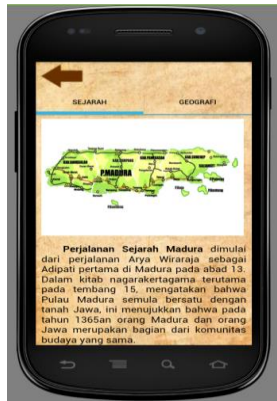 SEJARAH GEOGRAFI
P.MADURA
Perjalanan Sejarah Madura dimulai
dari perjalanan Arya Wiraraja sebagai
Adipati pertama di Madura pada abad 13.
Dalam kitab nagarakertagama terutama
pada tembang 15, mengatakan bahwa
Pulau Madura semula bersatu dengan
tanah Jawa, ini menujukkan bahwa pada
tahun 1365an orang Madura dan orang
Jawa merupakan bagian dari komunitas
budaya yang sama.